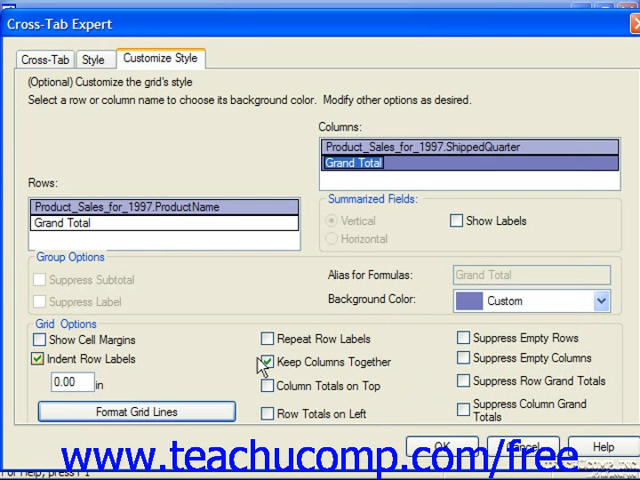 Cross-Tab Expert
Cross-Tab Style Customize Style
(Optional) Customize the grid's style
Select a row or column name to choose its background color. Modify other options as desired.
Columns:
Product_Sales_for_1997.ShippedQuarter
Grand Total
Rows:
Product_Sales_for_1997.ProductName
Grand Total
Summarized Fields:
Vertical
Show Labels
Horizontal
Group Options
Suppress Subtotal
Suppress Label
Alias for Formulas: Grand Total
Background Color: Custom
Grid Options
Show Cell Margins
Indent Row Labels
0.00 in
Format Grid Lines
Repeat Row Labels
Keep Columns Together
Column Totals on Top
Row Totals on Left
Suppress Empty Rows
Suppress Empty Columns
Suppress Row Grand Totals
Suppress Column Grand
Totals
OK Cancel Help
www.teachucomp.com/free
For Help, press F1